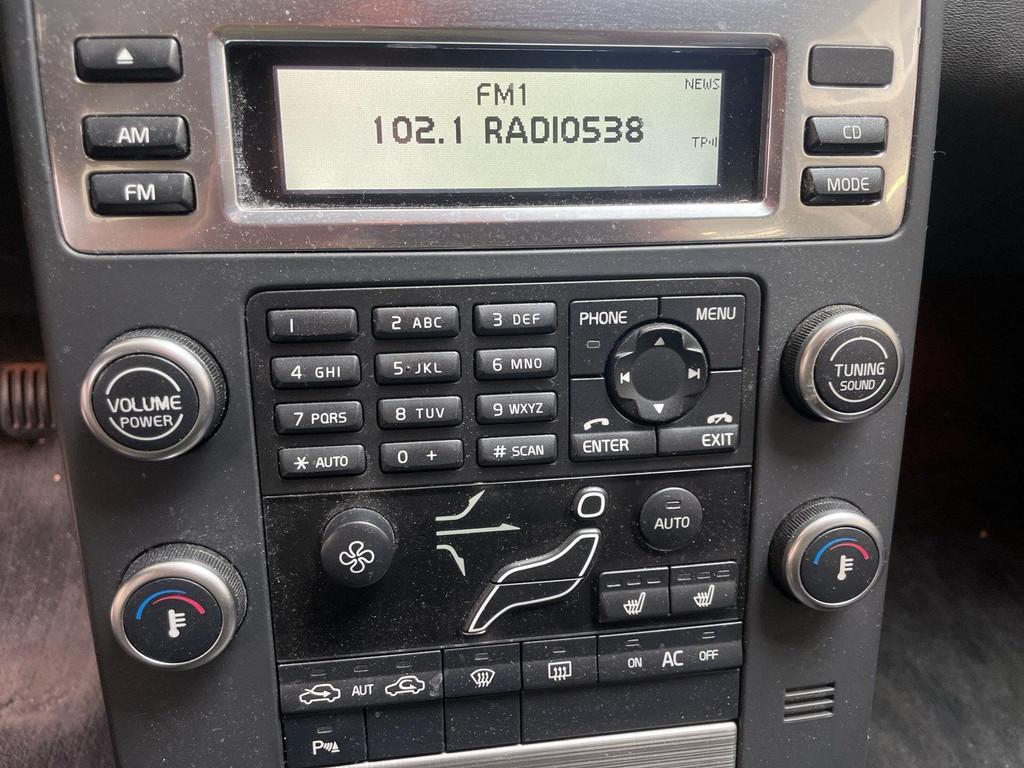 AM
FM
FM1
NEWS
102.1 RADIO538
TP
CD
MODE
VOLUME
POWER
1
2 ABC
3 DEF
4 GHI
5 JKL
6 MNO
7 PQRS
8 TUV
9 WXYZ
* AUTO
0 +
# SCAN
PHONE
MENU
ENTER
EXIT
TUNING
SOUND
AUTO
AUT
ON AC OFF
P